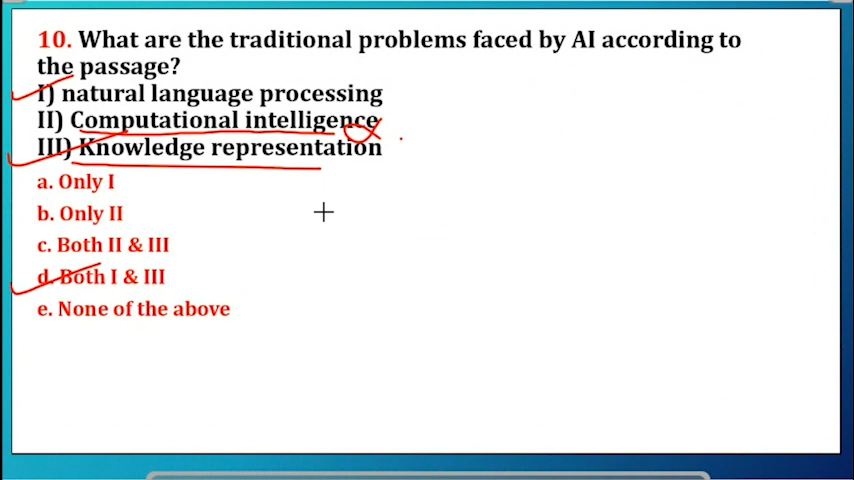 10. What are the traditional problems faced by AI according to
the passage?
I) natural language processing
II) Computational intelligence
III) Knowledge representation
a. Only I
b. Only II
c. Both II & III
d. Both I & III
e. None of the above